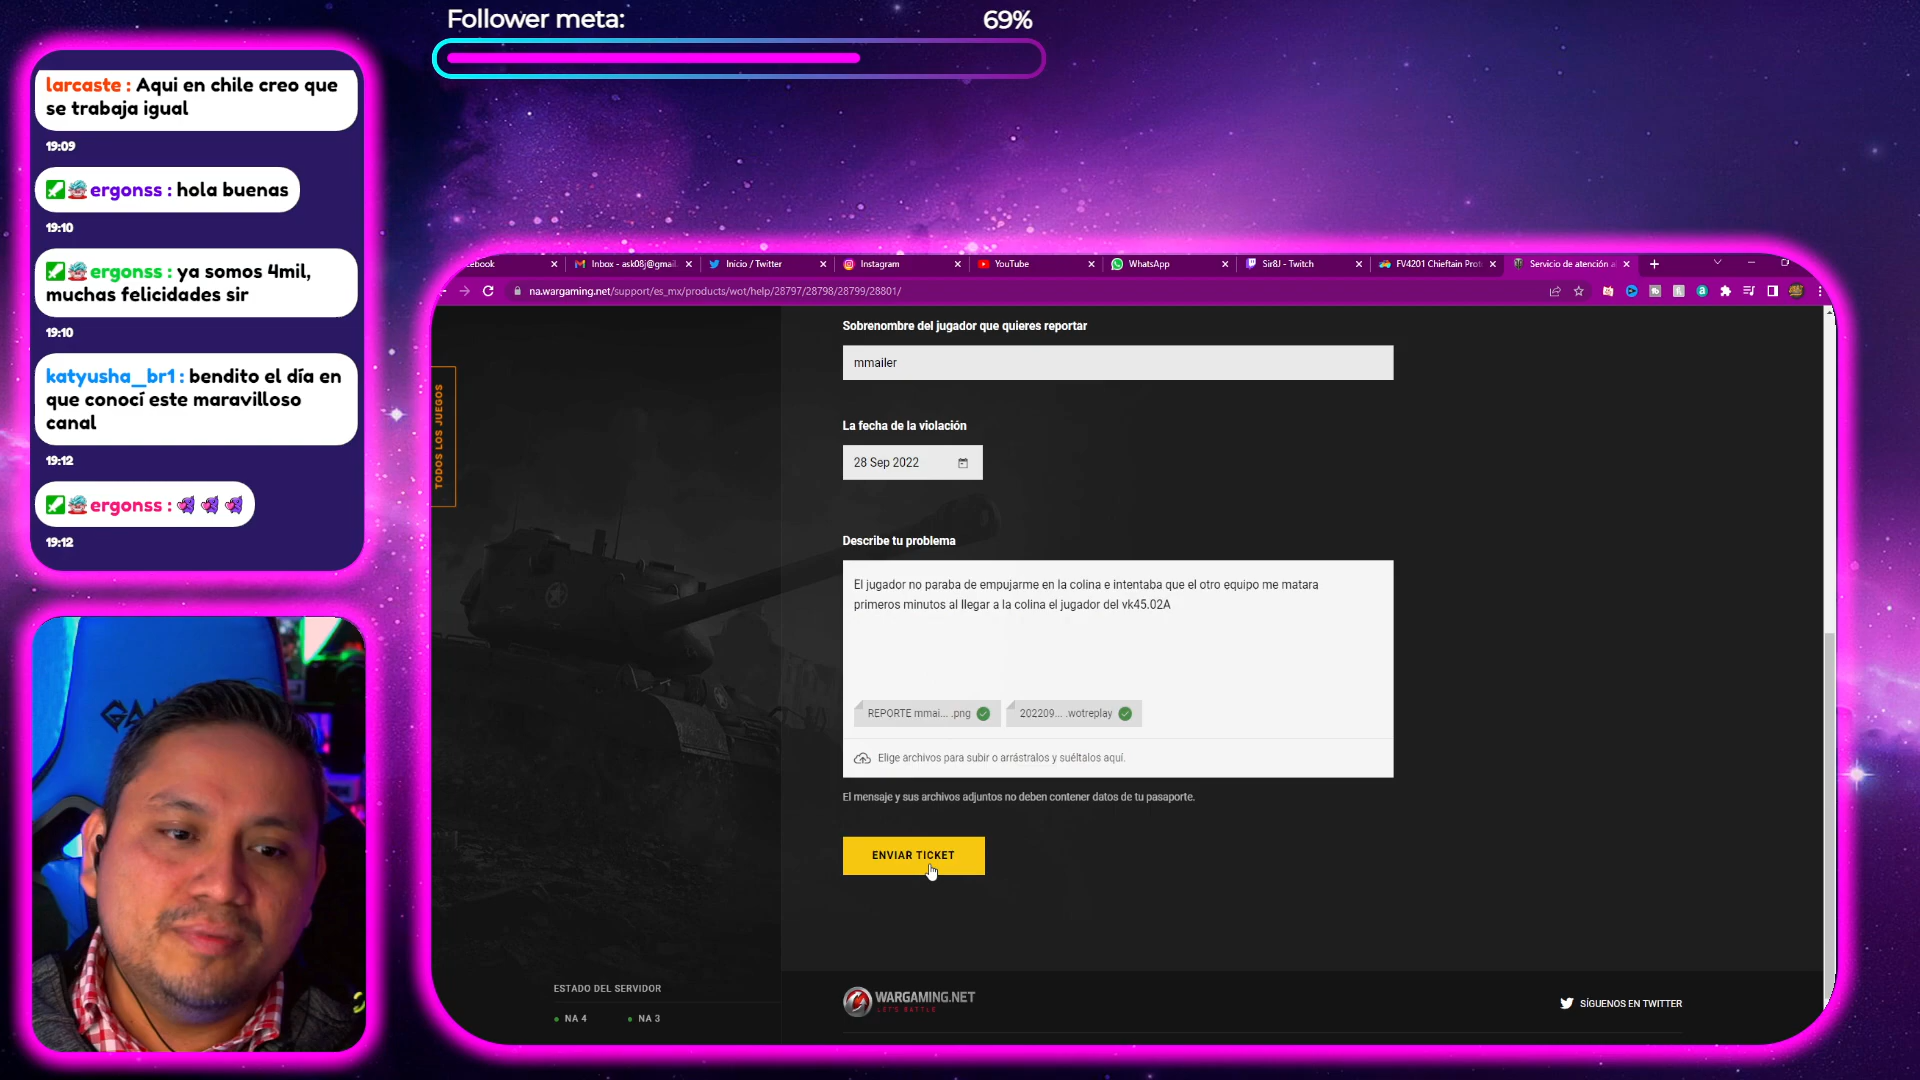 Follower meta:
69%
larcaste : Aqui en chile creo que
se trabaja igual
19:09
ergonss : hola buenas
19:10
ergonss : ya somos 4mil,
muchas felicidades sir
19:10
katyusha_br1 : bendito el día en
que conocí este maravilloso
canal
19:12
ergonss :
19:12
ebook
Inbox - ask08j@gmail.
Inicio / Twitter
Instagram
YouTube
WhatsApp
Sir8J - Twitch
FV4201 Chieftain Prot
Servicio de atención a
na.wargaming.net/support/es_mx/products/wot/help/28797/28798/28799/28801/
TODOS LOS JUEGOS
Sobrenombre del jugador que quieres reportar
mmailer
La fecha de la violación
28 Sep 2022
Describe tu problema
El jugador no paraba de empujarme en la colina e intentaba que el otro equipo me matara
primeros minutos al llegar a la colina el jugador del vk45.02A
REPORTE mmai... .png
202209... .wotreplay
Elige archivos para subir o arrástralos y suéltalos aquí.
El mensaje y sus archivos adjuntos no deben contener datos de tu pasaporte.
ENVIAR TICKET
ESTADO DEL SERVIDOR
NA 4
NA 3
WARGAMING.NET
LET'S BATTLE
SÍGUENOS EN TWITTER